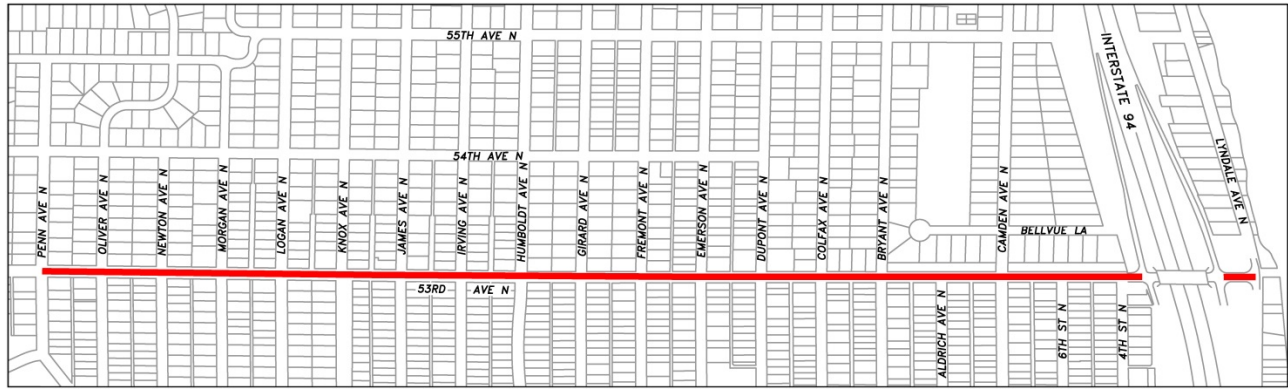 55TH AVE N
INTERSTATE 94
LYNDALE AVE N
54TH AVE N
PENN AVE N
OLIVER AVE N
NEWTON AVE N
MORGAN AVE N
LOGAN AVE N
KNOX AVE N
JAMES AVE N
IRVING AVE N
HUMBOLDT AVE N
GIRARD AVE N
FREMONT AVE N
EMERSON AVE N
DUPONT AVE N
COLFAX AVE N
BRYANT AVE N
CAMDEN AVE N
BELLVUE LA
53RD AVE N
ALDRICH AVE N
6TH ST N
4TH ST N